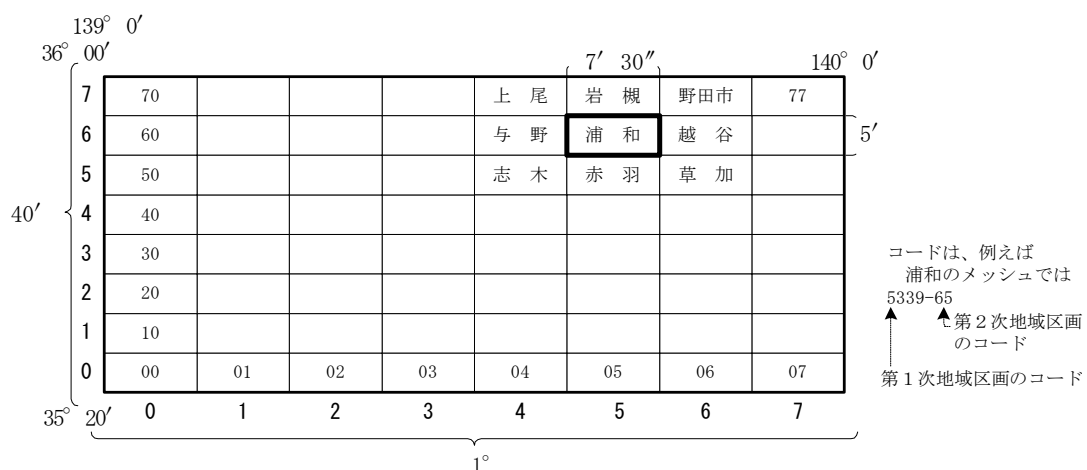 139° 0′
36° 00′
7′ 30″
140° 0′
7 70 上 尾 岩 槻 野田市 77
6 60 与 野 浦 和 越 谷 5′
5 50 志 木 赤 羽 草 加
40′
4 40
3 30
2 20
1 10
0 00 01 02 03 04 05 06 07
35° 20′
0 1 2 3 4 5 6 7
1°
コードは、例えば
浦和のメッシュでは
5339-65
第2次地域区画
のコード
第1次地域区画のコード